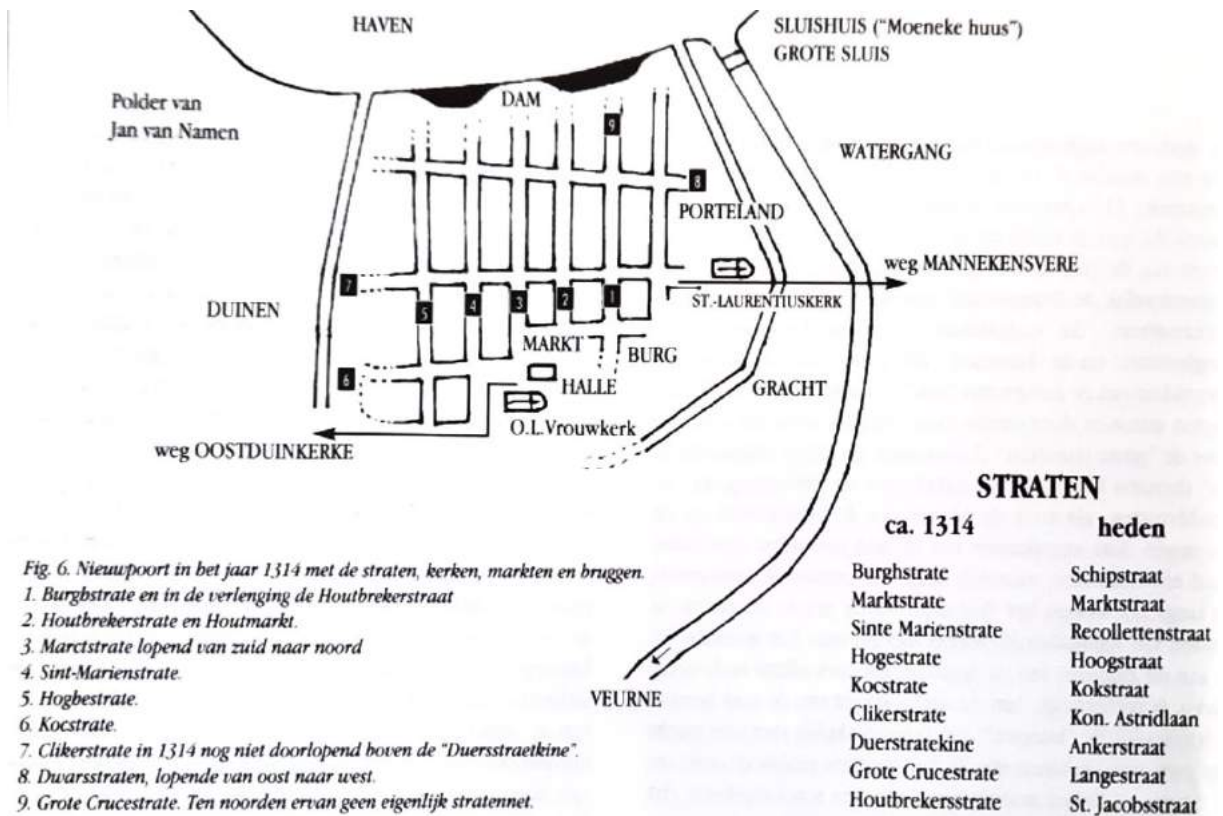 HAVEN
SLUISHUIS ("Moeneke huus")
GROTE SLUIS
Polder van
Jan van Namen
DAM
9
WATERGANG
8
PORTELAND
weg MANNEKENSVERE
7
DUINEN
5
4
3
2
1
ST.-LAURENTIUSKERK
MARKT
BURG
6
HALLE
GRACHT
O.L.Vrouwkerk
weg OOSTDUINKERKE
VEURNE
Fig. 6. Nieuwpoort in het jaar 1314 met de straten, kerken, markten en bruggen.
1. Burghstrate en in de verlenging de Houtbrekerstraat
2. Houtbrekerstrate en Houtmarkt.
3. Marctstrate lopend van zuid naar noord
4. Sint-Marienstrate.
5. Hoghestrate.
6. Kocstrate.
7. Clikerstrate in 1314 nog niet doorlopend boven de "Duersstraetkine".
8. Dwarsstraten, lopende van oost naar west.
9. Grote Crucestrate. Ten noorden ervan geen eigenlijk stratennet.
STRATEN
ca. 1314 heden
Burghstrate Schipstraat
Marktstrate Marktstraat
Sinte Mariënstrate Recollettenstraat
Hogestrate Hoogstraat
Kocstrate Kokstraat
Clikerstrate Kon. Astridlaan
Duerstratekine Ankerstraat
Grote Crucestrate Langestraat
Houtbrekersstrate St. Jacobsstraat